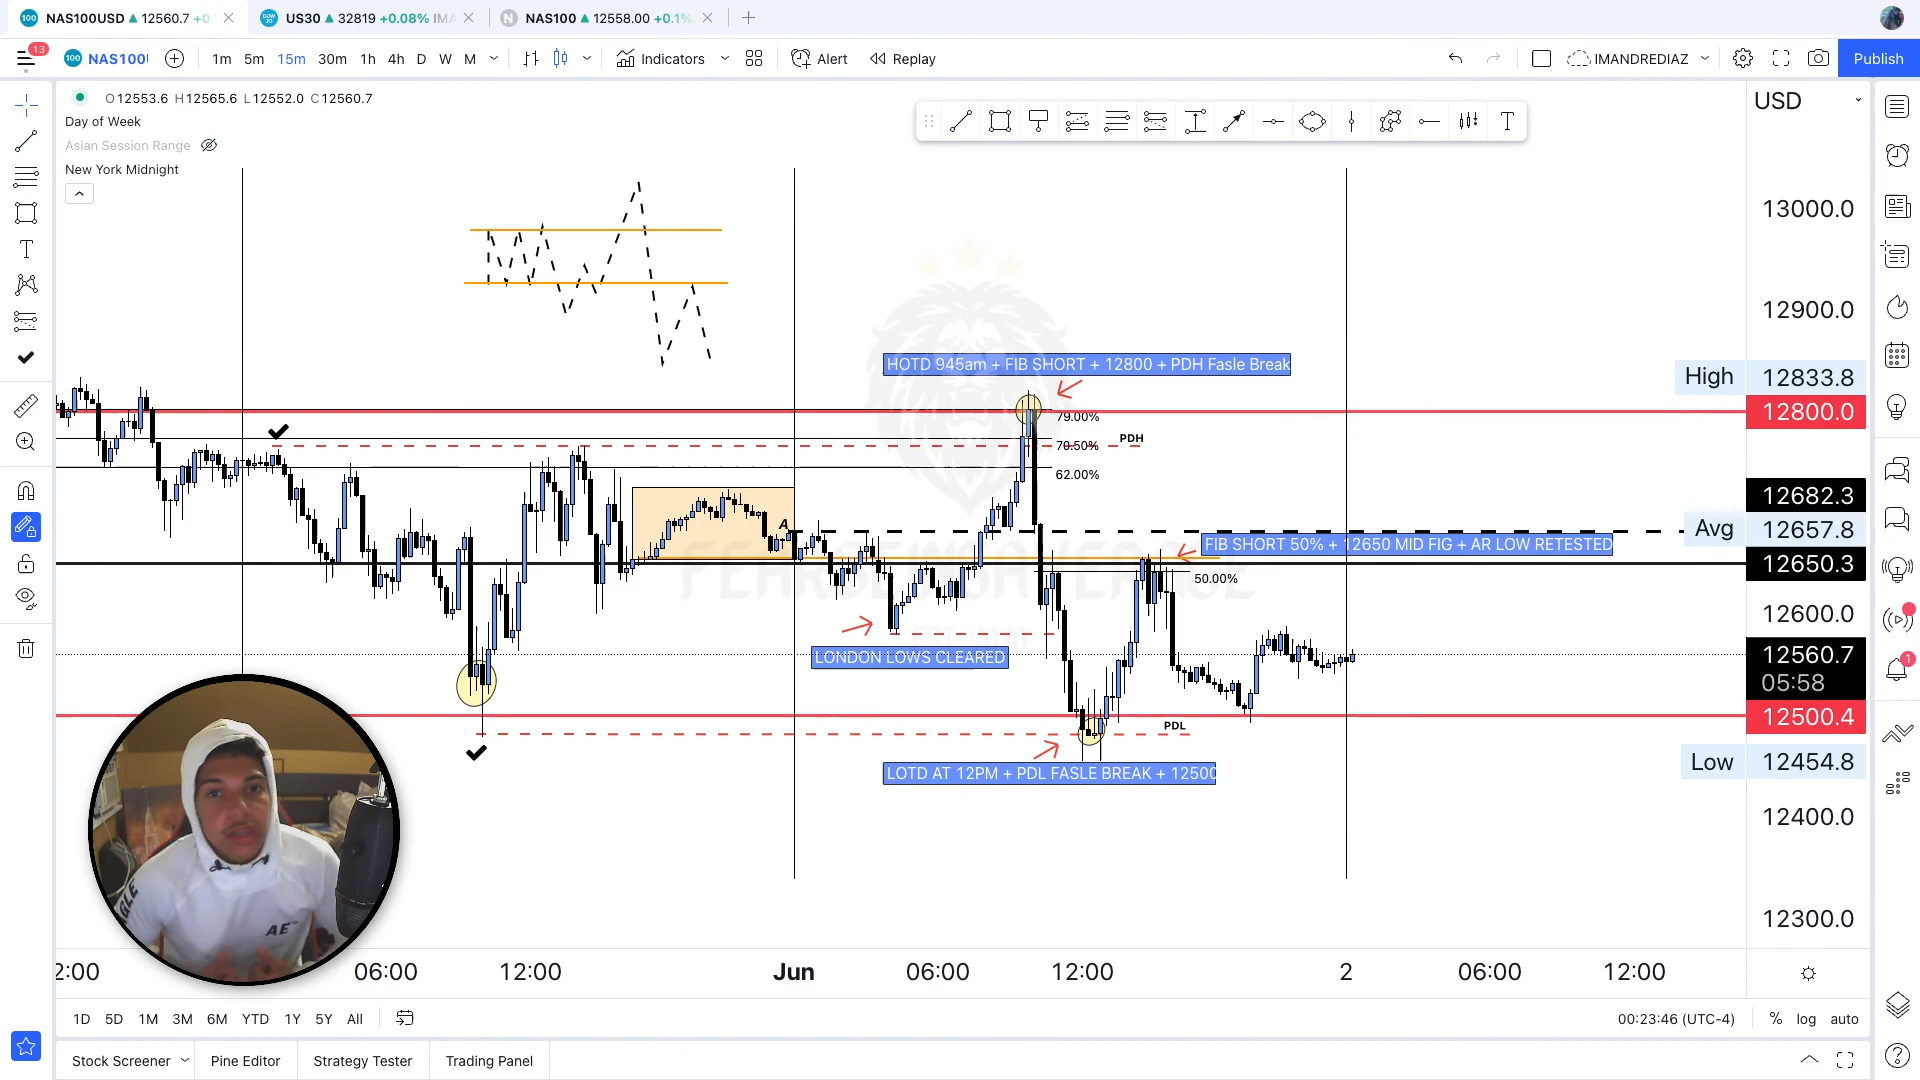 NAS100USD ▲ 12560.7 +0.
US30 ▲ 32819 +0.08% IMA
NAS100 ▲ 12558.00 +0.1%
13
NAS100U
1m 5m 15m 30m 1h 4h D W M
Indicators
Alert
Replay
IMANDREDIAZ
Publish
O12553.6 H12565.6 L12552.0 C12560.7
Day of Week
Asian Session Range
New York Midnight
USD
13000.0
12900.0
HOTD 945am + FIB SHORT + 12800 + PDH Fasle Break
High 12833.8
12800.0
79.00%
70.50%
PDH
62.00%
12682.3
A
Avg 12657.8
FIB SHORT 50% + 12650 MID FIG + AR LOW RETESTED
12650.3
50.00%
12600.0
LONDON LOWS CLEARED
12560.7
05:58
12500.4
PDL
LOTD AT 12PM + PDL FASLE BREAK + 12500
Low 12454.8
12400.0
12300.0
AE
2:00 06:00 12:00 Jun 06:00 12:00 2 06:00 12:00
1D 5D 1M 3M 6M YTD 1Y 5Y All
00:23:46 (UTC-4) % log auto
Stock Screener Pine Editor Strategy Tester Trading Panel